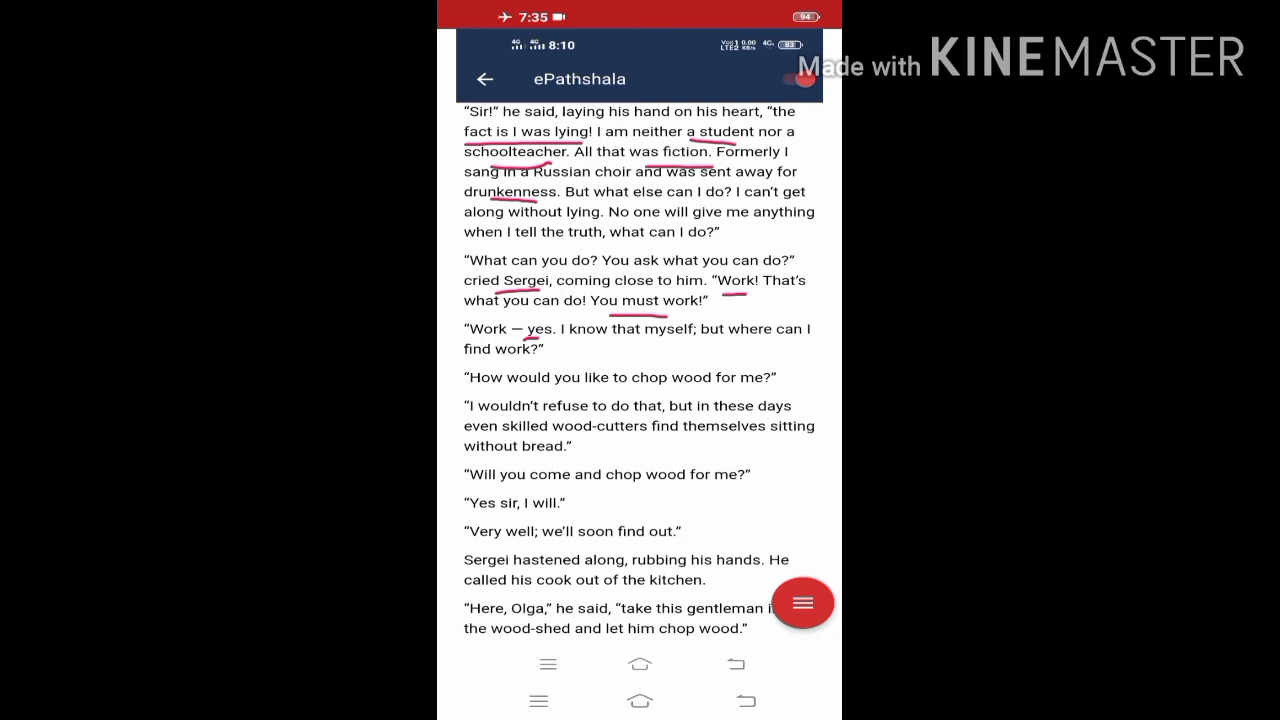 7:35
94
4G 4G 8:10
Vo) 1 0.00
LTE2 KB/s
4G
83
Made with KINEMASTER
ePathshala
“Sir!” he said, laying his hand on his heart, “the
fact is I was lying! I am neither a student nor a
schoolteacher. All that was fiction. Formerly I
sang in a Russian choir and was sent away for
drunkenness. But what else can I do? I can’t get
along without lying. No one will give me anything
when I tell the truth, what can I do?”
“What can you do? You ask what you can do?”
cried Sergei, coming close to him. “Work! That’s
what you can do! You must work!”
“Work — yes. I know that myself; but where can I
find work?”
“How would you like to chop wood for me?”
“I wouldn’t refuse to do that, but in these days
even skilled wood-cutters find themselves sitting
without bread.”
“Will you come and chop wood for me?”
“Yes sir, I will.”
“Very well; we’ll soon find out.”
Sergei hastened along, rubbing his hands. He
called his cook out of the kitchen.
“Here, Olga,” he said, “take this gentleman
the wood-shed and let him chop wood.”